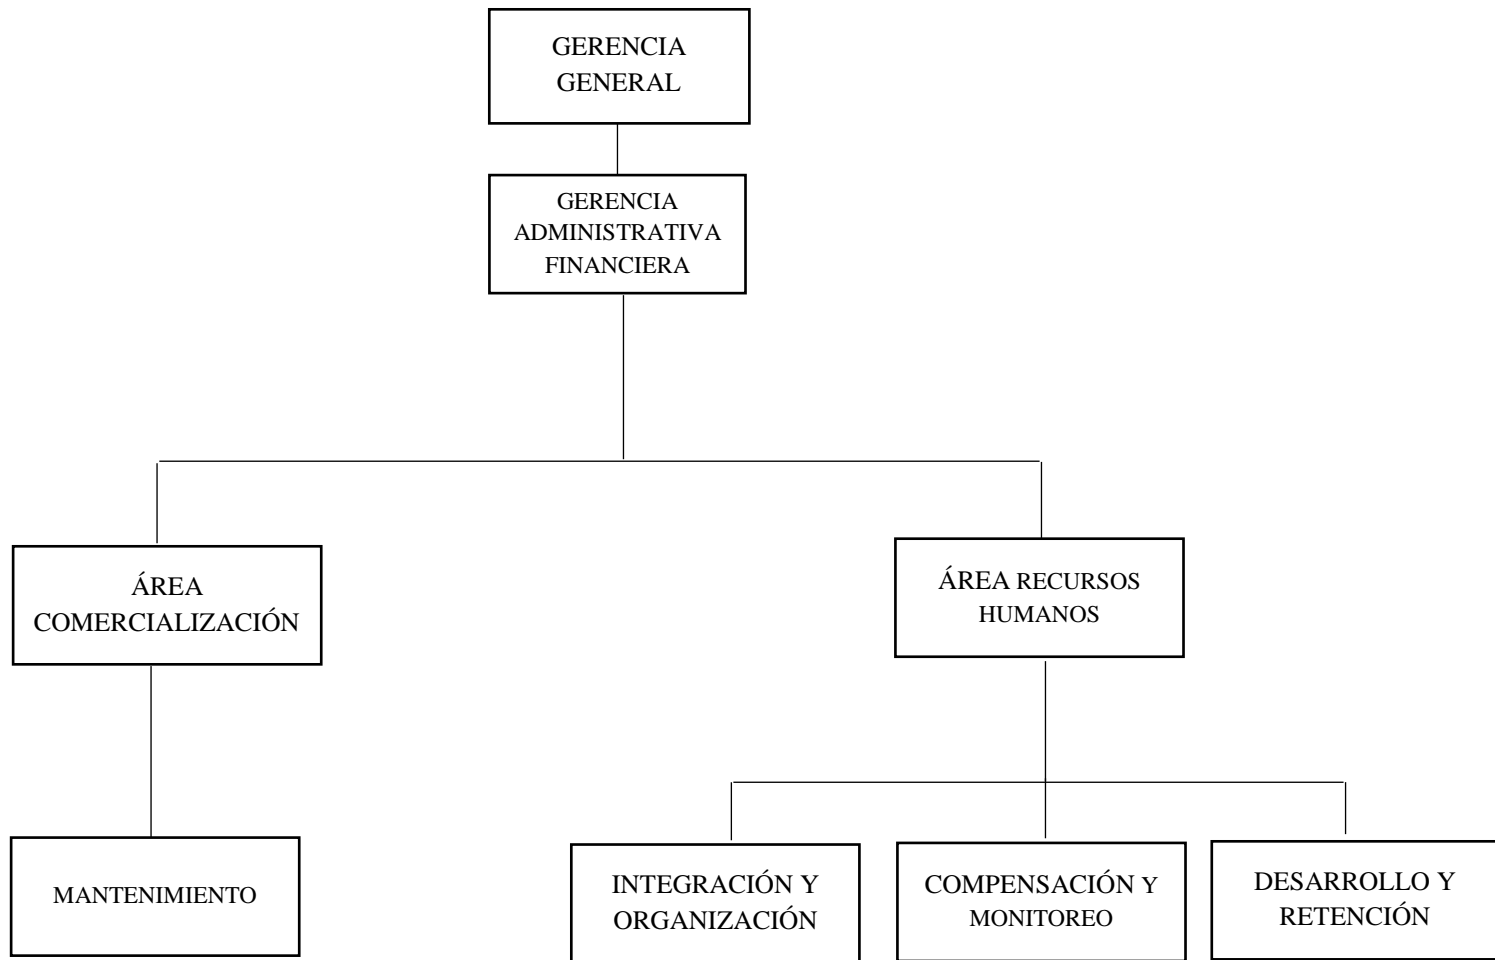 GERENCIA
GENERAL
GERENCIA
ADMINISTRATIVA
FINANCIERA
ÁREA
COMERCIALIZACIÓN
ÁREA RECURSOS
HUMANOS
MANTENIMIENTO
INTEGRACIÓN Y
ORGANIZACIÓN
COMPENSACIÓN Y
MONITOREO
DESARROLLO Y
RETENCIÓN